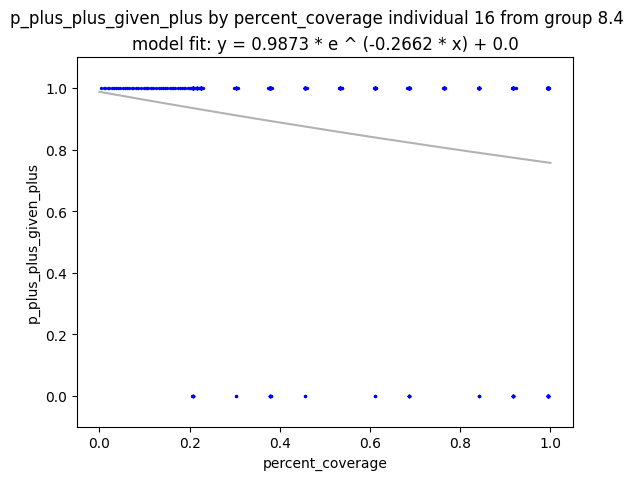 p_plus_plus_given_plus by percent_coverage individual 16 from group 8.4
model fit: y = 0.9873 * e ^ (-0.2662 * x) + 0.0
1.0
0.8
0.6
0.4
0.2
0.0
p_plus_plus_given_plus
0.0 0.2 0.4 0.6 0.8 1.0
percent_coverage